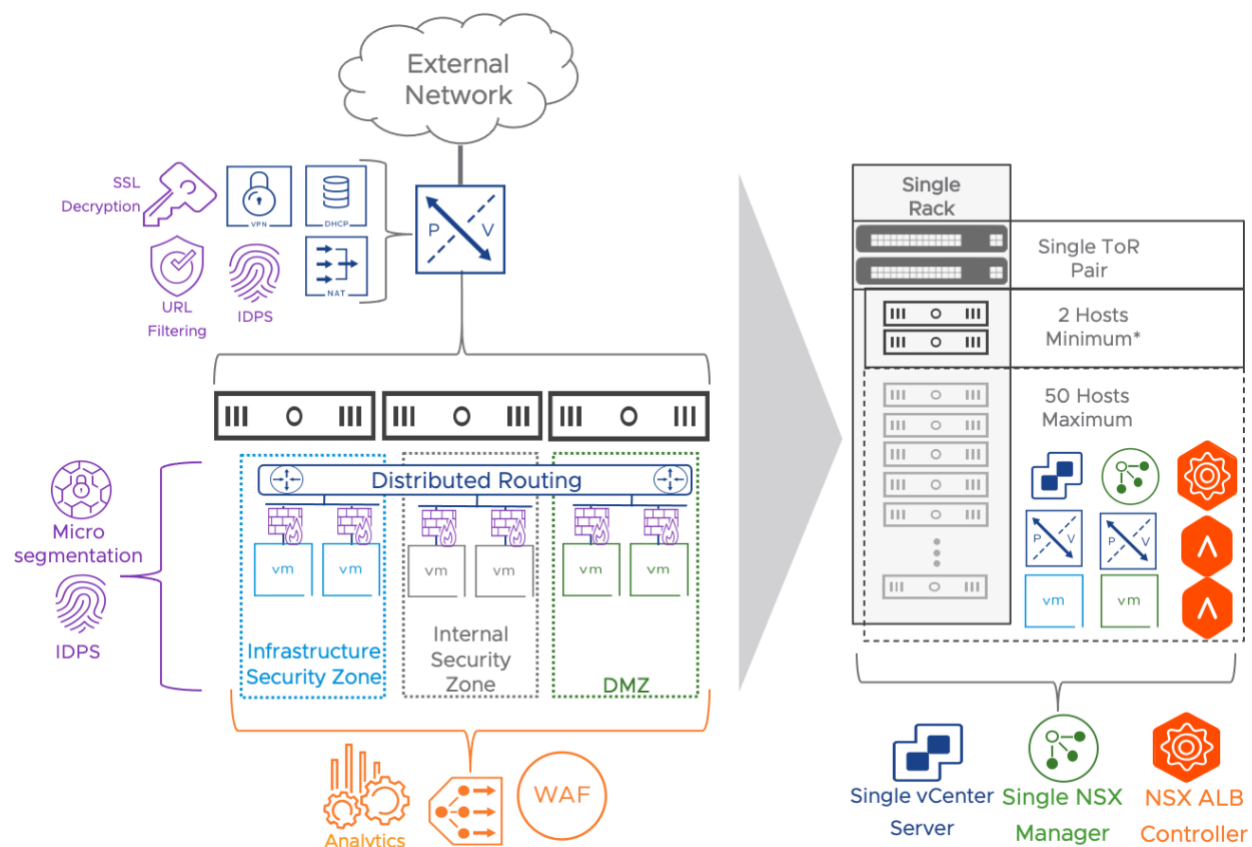 External
Network
SSL
Decryption
VPN
DHCP
URL
Filtering
IDPS
NAT
P
V
Distributed Routing
Micro
segmentation
IDPS
vm
vm
vm
vm
vm
vm
Infrastructure
Security Zone
Internal
Security
Zone
DMZ
Analytics
WAF
Single
Rack
Single ToR
Pair
2 Hosts
Minimum*
50 Hosts
Maximum
P
V
P
V
vm
vm
Single vCenter
Server
Single NSX
Manager
NSX ALB
Controller